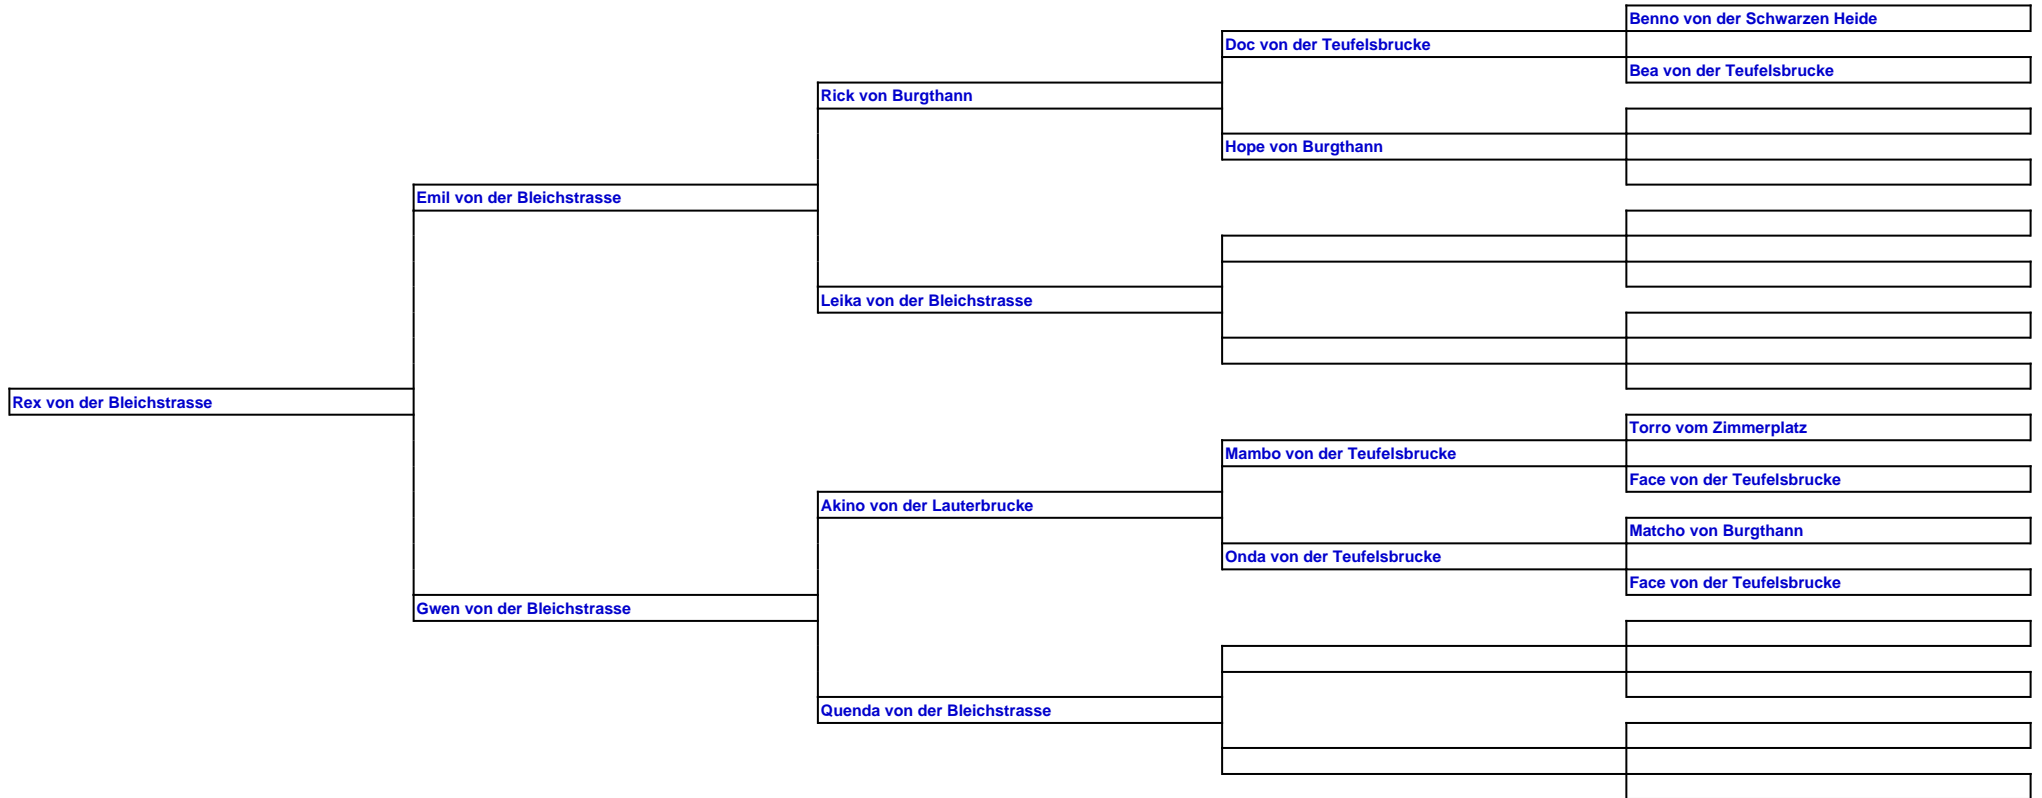 Benno von der Schwarzen Heide
Doc von der Teufelsbrucke
Bea von der Teufelsbrucke
Rick von Burgthann
Hope von Burgthann
Emil von der Bleichstrasse
Leika von der Bleichstrasse
Rex von der Bleichstrasse
Torro vom Zimmerplatz
Mambo von der Teufelsbrucke
Face von der Teufelsbrucke
Akino von der Lauterbrucke
Matcho von Burgthann
Onda von der Teufelsbrucke
Face von der Teufelsbrucke
Gwen von der Bleichstrasse
Quenda von der Bleichstrasse